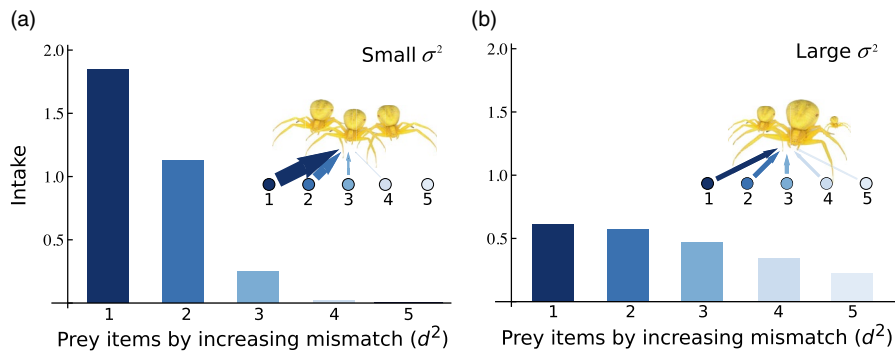 (a)
Small σ²
Intake
2.0
1.5
1.0
0.5
1 2 3 4 5
1 2 3 4 5
Prey items by increasing mismatch (d²)
(b)
Large σ²
2.0
1.5
1.0
0.5
1 2 3 4 5
1 2 3 4 5
Prey items by increasing mismatch (d²)